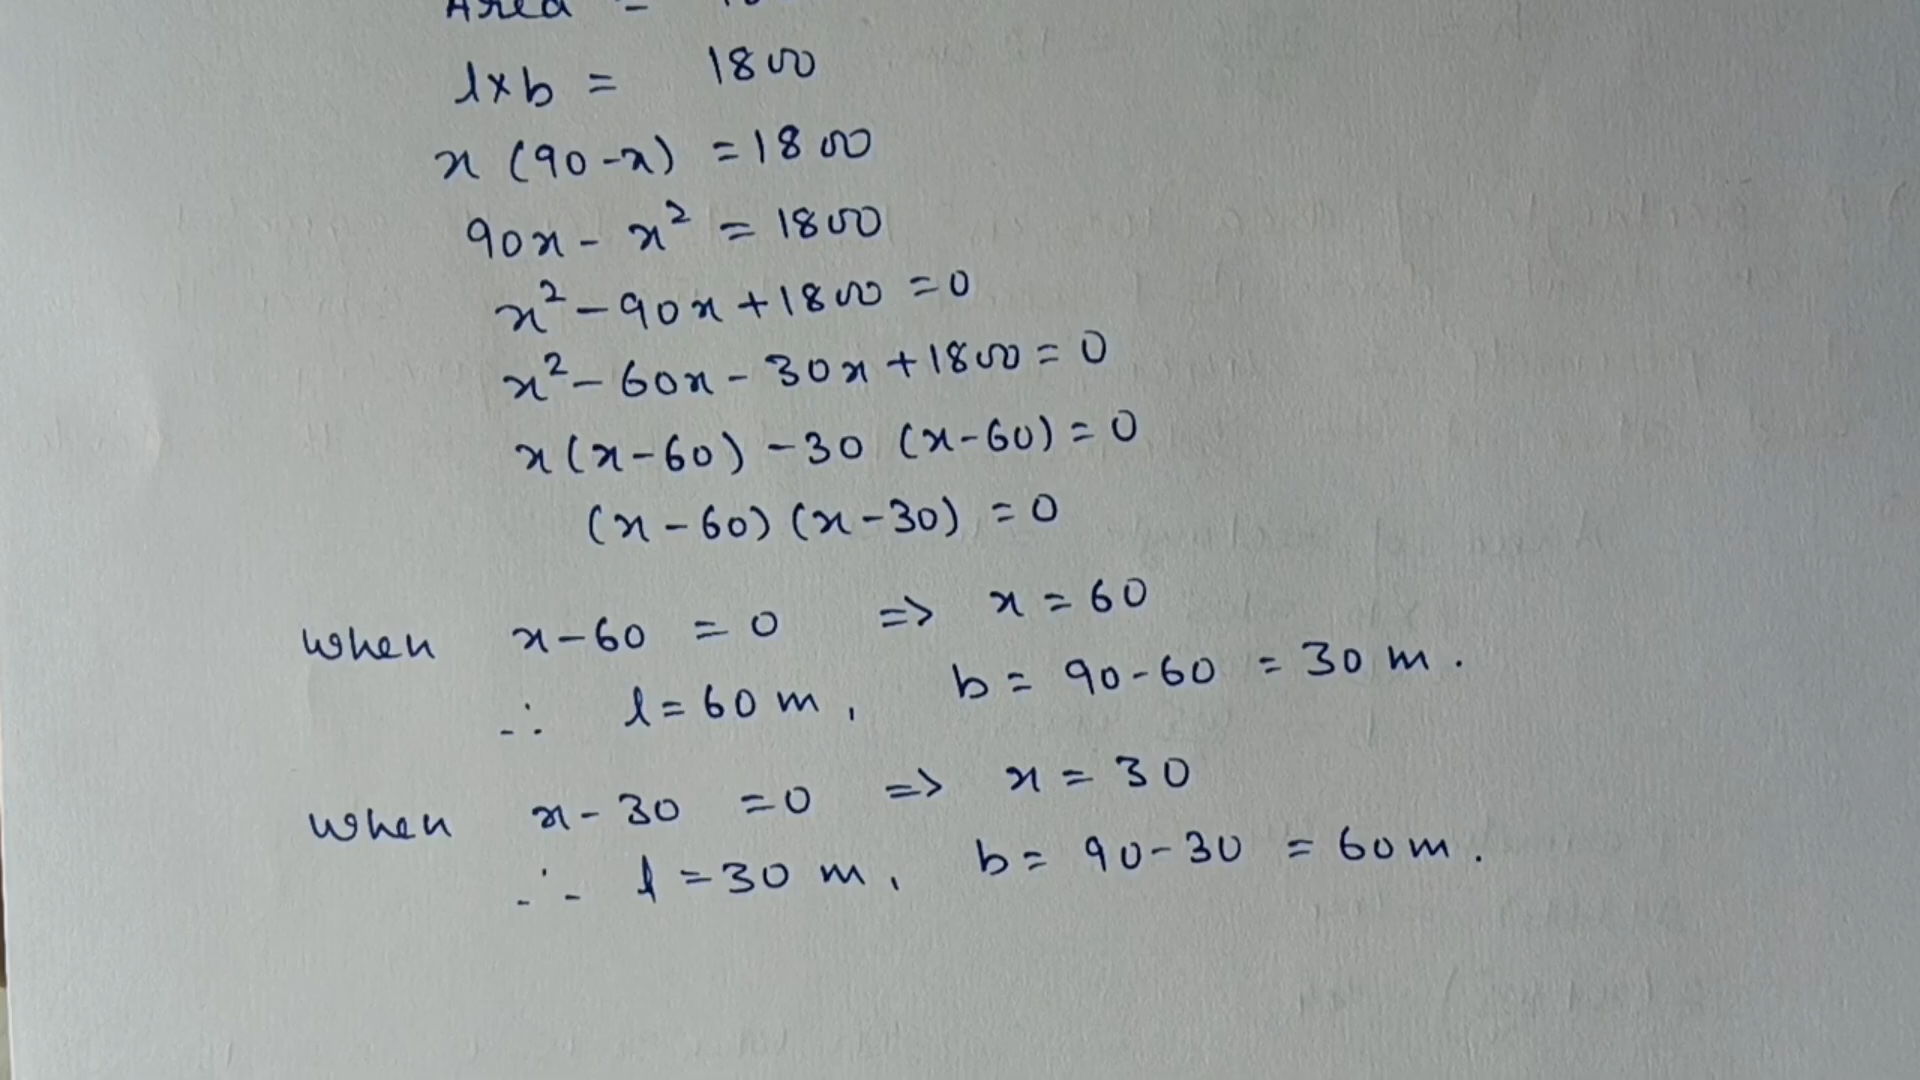 Area =
l×b = 1800
x (90-x) = 1800
90x - x² = 1800
x² - 90x + 1800 = 0
x² - 60x - 30x + 1800 = 0
x(x-60) - 30 (x-60) = 0
(x-60) (x-30) = 0
When x-60 = 0 => x = 60
∴ l = 60 m, b = 90-60 = 30 m.
When x-30 = 0 => x = 30
∴ l = 30 m, b = 90-30 = 60 m.